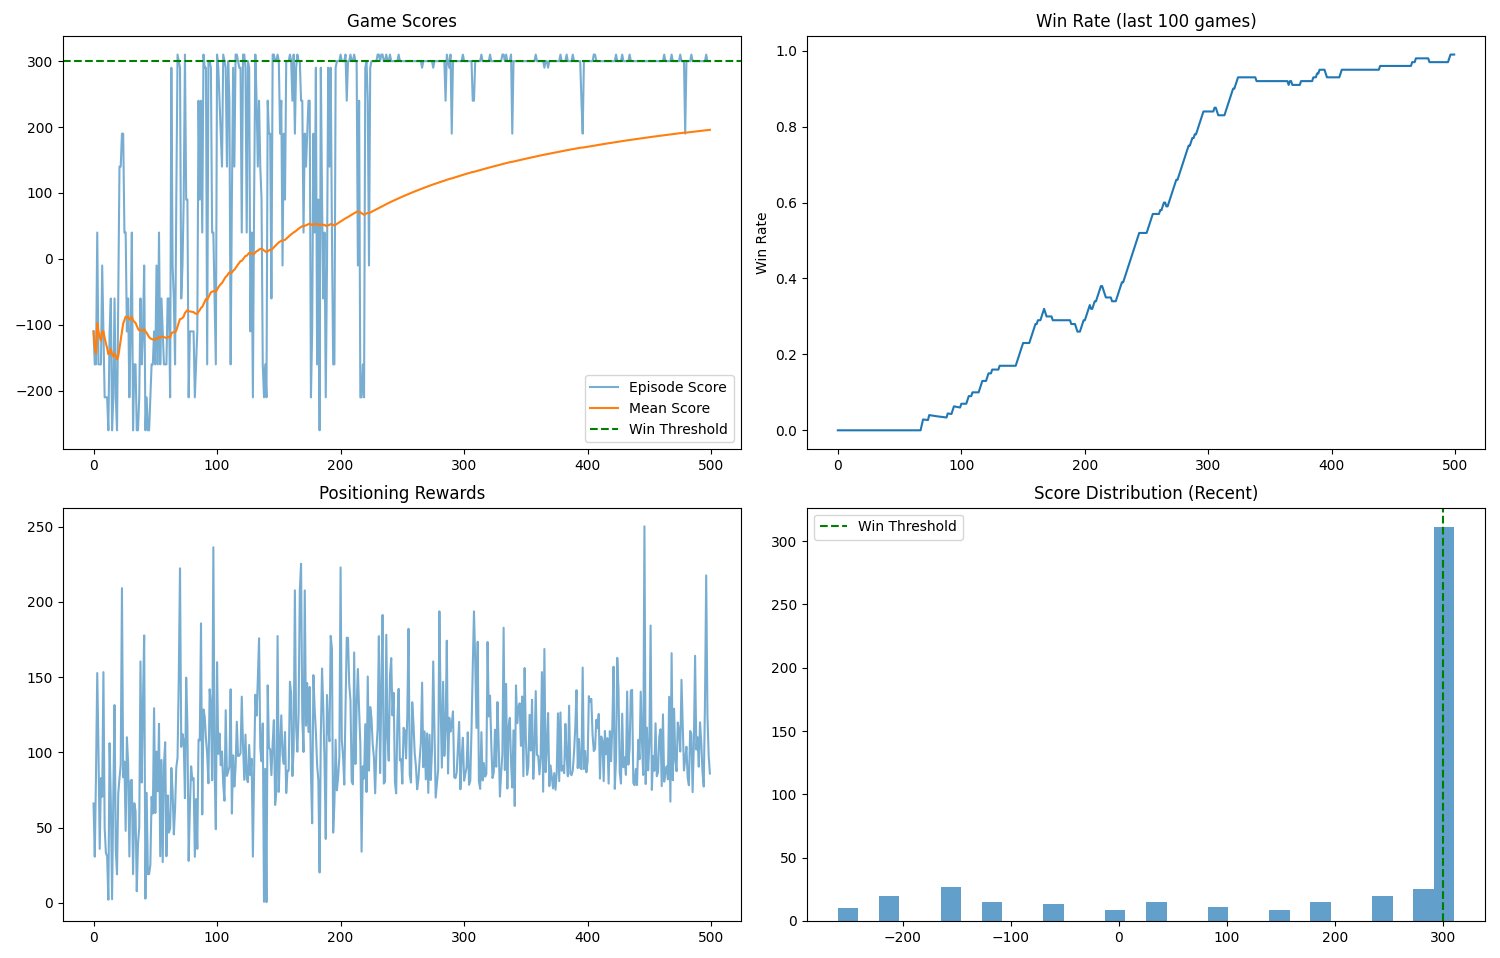 Game Scores
300
200
100
0
−100
−200
0 100 200 300 400 500
Episode Score
Mean Score
Win Threshold
Win Rate (last 100 games)
Win Rate
1.0
0.8
0.6
0.4
0.2
0.0
0 100 200 300 400 500
Positioning Rewards
250
200
150
100
50
0
0 100 200 300 400 500
Score Distribution (Recent)
Win Threshold
300
250
200
150
100
50
0
−200 −100 0 100 200 300